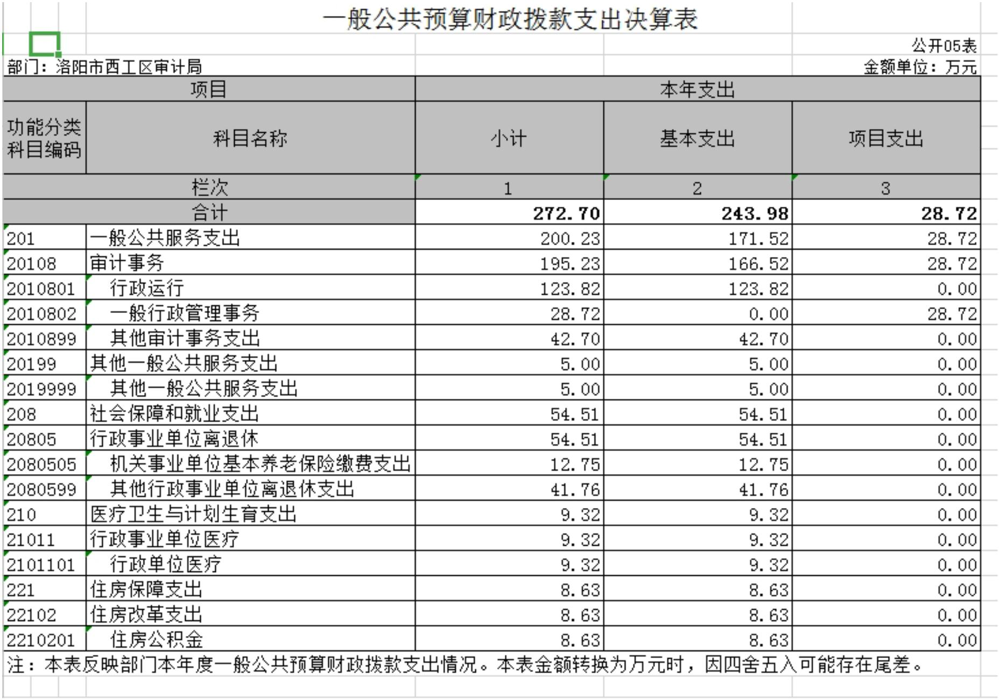 一般公共预算财政拨款支出决算表
公开05表
部门：洛阳市西工区审计局 金额单位：万元
项目 本年支出
功能分类科目编码 科目名称 小计 基本支出 项目支出
栏次 1 2 3
合计 272.70 243.98 28.72
201 一般公共服务支出 200.23 171.52 28.72
20108 审计事务 195.23 166.52 28.72
2010801 行政运行 123.82 123.82 0.00
2010802 一般行政管理事务 28.72 0.00 28.72
2010899 其他审计事务支出 42.70 42.70 0.00
20199 其他一般公共服务支出 5.00 5.00 0.00
2019999 其他一般公共服务支出 5.00 5.00 0.00
208 社会保障和就业支出 54.51 54.51 0.00
20805 行政事业单位离退休 54.51 54.51 0.00
2080505 机关事业单位基本养老保险缴费支出 12.75 12.75 0.00
2080599 其他行政事业单位离退休支出 41.76 41.76 0.00
210 医疗卫生与计划生育支出 9.32 9.32 0.00
21011 行政事业单位医疗 9.32 9.32 0.00
2101101 行政单位医疗 9.32 9.32 0.00
221 住房保障支出 8.63 8.63 0.00
22102 住房改革支出 8.63 8.63 0.00
2210201 住房公积金 8.63 8.63 0.00
注：本表反映部门本年度一般公共预算财政拨款支出情况。本表金额转换为万元时，因四舍五入可能存在尾差。